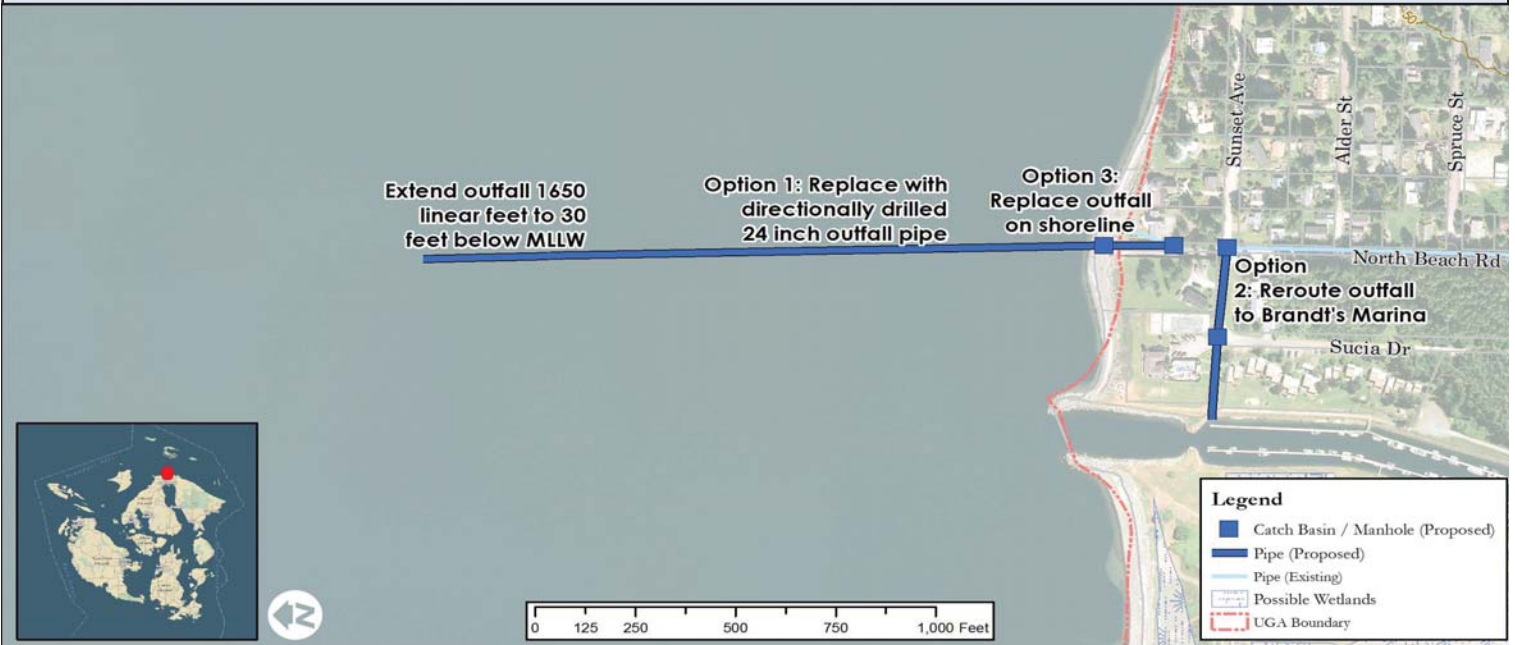 Extend outfall 1650
linear feet to 30
feet below MLLW
Option 1: Replace with
directionally drilled
24 inch outfall pipe
Option 3:
Replace outfall
on shoreline
Option
2: Reroute outfall
to Brandt's Marina
Sunset Ave
Alder St
Spruce St
50
North Beach Rd
Sucia Dr
N
0 125 250 500 750 1,000 Feet
Legend
Catch Basin / Manhole (Proposed)
Pipe (Proposed)
Pipe (Existing)
Possible Wetlands
UGA Boundary